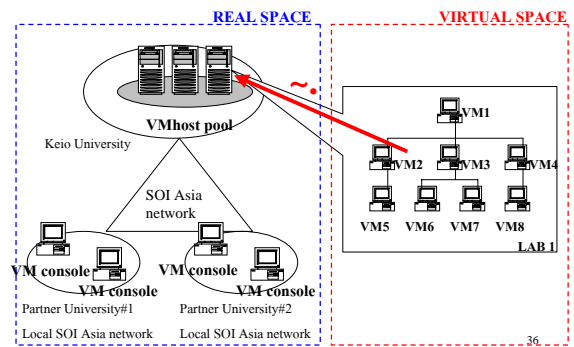 REAL SPACE
VIRTUAL SPACE
~.
VMhost pool
Keio University
SOI Asia
network
VM console
VM console
VM console
VM console
Partner University#1
Partner University#2
Local SOI Asia network
Local SOI Asia network
VM1
VM2
VM3
VM4
VM5
VM6
VM7
VM8
LAB 1
36